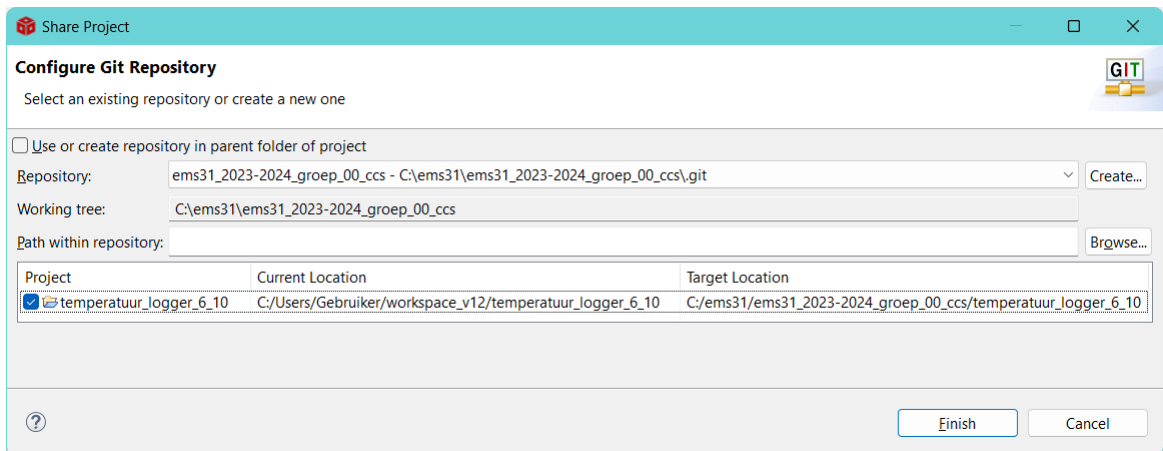 Share Project
Configure Git Repository
Select an existing repository or create a new one
GIT
Use or create repository in parent folder of project
Repository: ems31_2023-2024_groep_00_ccs - C:\ems31\ems31_2023-2024_groep_00_ccs\.git Create...
Working tree: C:\ems31\ems31_2023-2024_groep_00_ccs
Path within repository: Browse...
Project Current Location Target Location
temperatuur_logger_6_10 C:/Users/Gebruiker/workspace_v12/temperatuur_logger_6_10 C:/ems31/ems31_2023-2024_groep_00_ccs/temperatuur_logger_6_10
? Finish Cancel